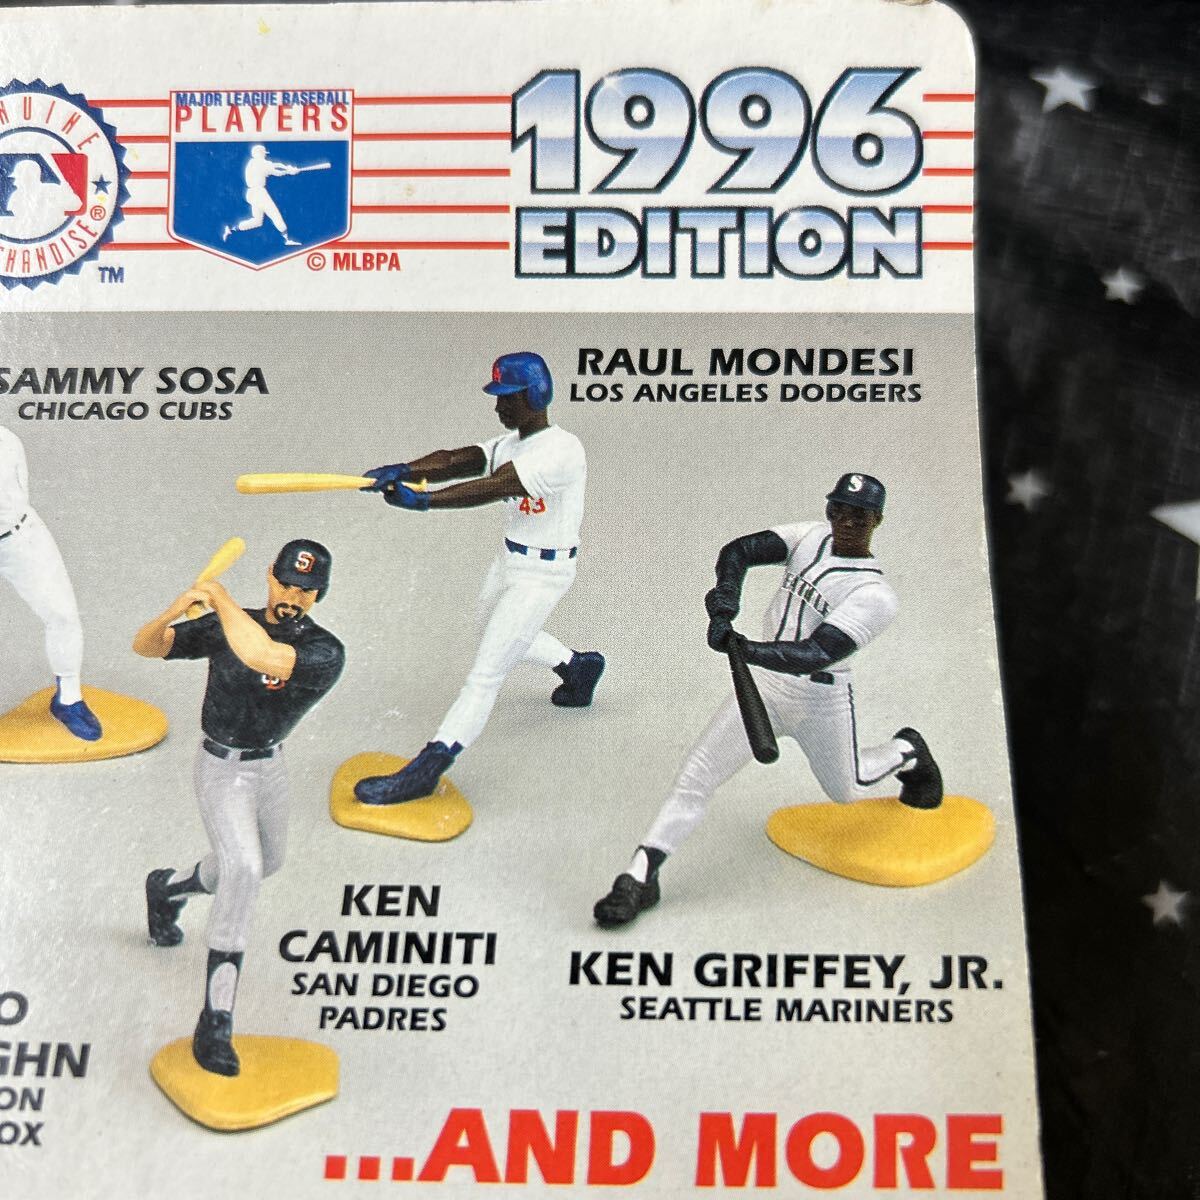 MAJOR LEAGUE BASEBALL
PLAYERS
© MLBPA
®
TM
1996
EDITION
SAMMY SOSA
CHICAGO CUBS
RAUL MONDESI
LOS ANGELES DODGERS
43
S
KEN
CAMINITI
SAN DIEGO
PADRES
KEN GRIFFEY, JR.
SEATTLE MARINERS
O
GHN
ON
OX
...AND MORE